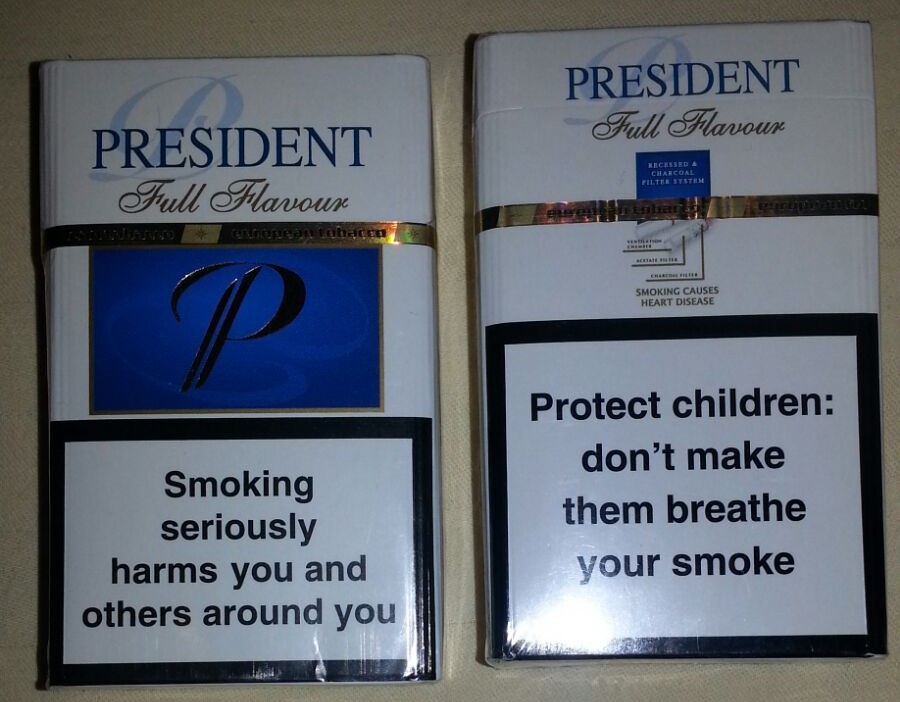 PRESIDENT
Full Flavour
european tobacco
P
Smoking
seriously
harms you and
others around you
PRESIDENT
Full Flavour
RECESSED &
CHARCOAL
FILTER SYSTEM
european tobacco
VENTILATION
CHAMBER
ACETATE FILTER
CHARCOAL FILTER
SMOKING CAUSES
HEART DISEASE
Protect children:
don't make
them breathe
your smoke